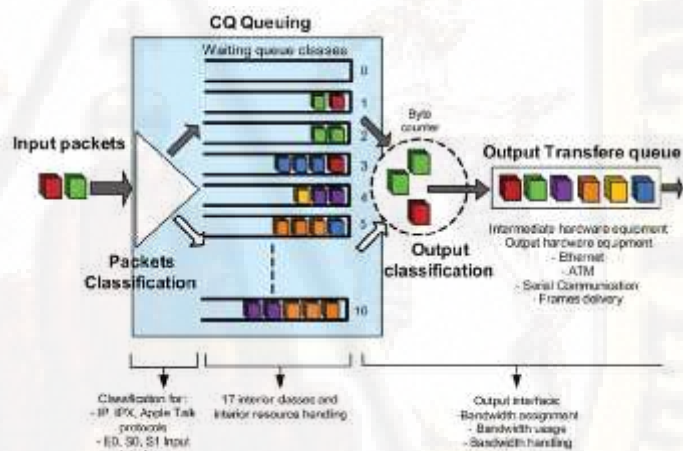 CQ Queuing
Waiting queue classes
0
1
2
3
4
5
10
Input packets
Packets
Classification
Byte
counter
Output
classification
Output Transfere queue
Intermediate hardware equipment
Output hardware equipment
- Ethernet
- ATM
- Serial Communication
- Frames delivery
Classification for:
- IP, IPX, Apple Talk
protocols
- E0, S0, S1 Input
17 interior classes and
interior resource handling
Output interface:
- Bandwidth assignment
- Bandwidth usage
- Bandwidth handling